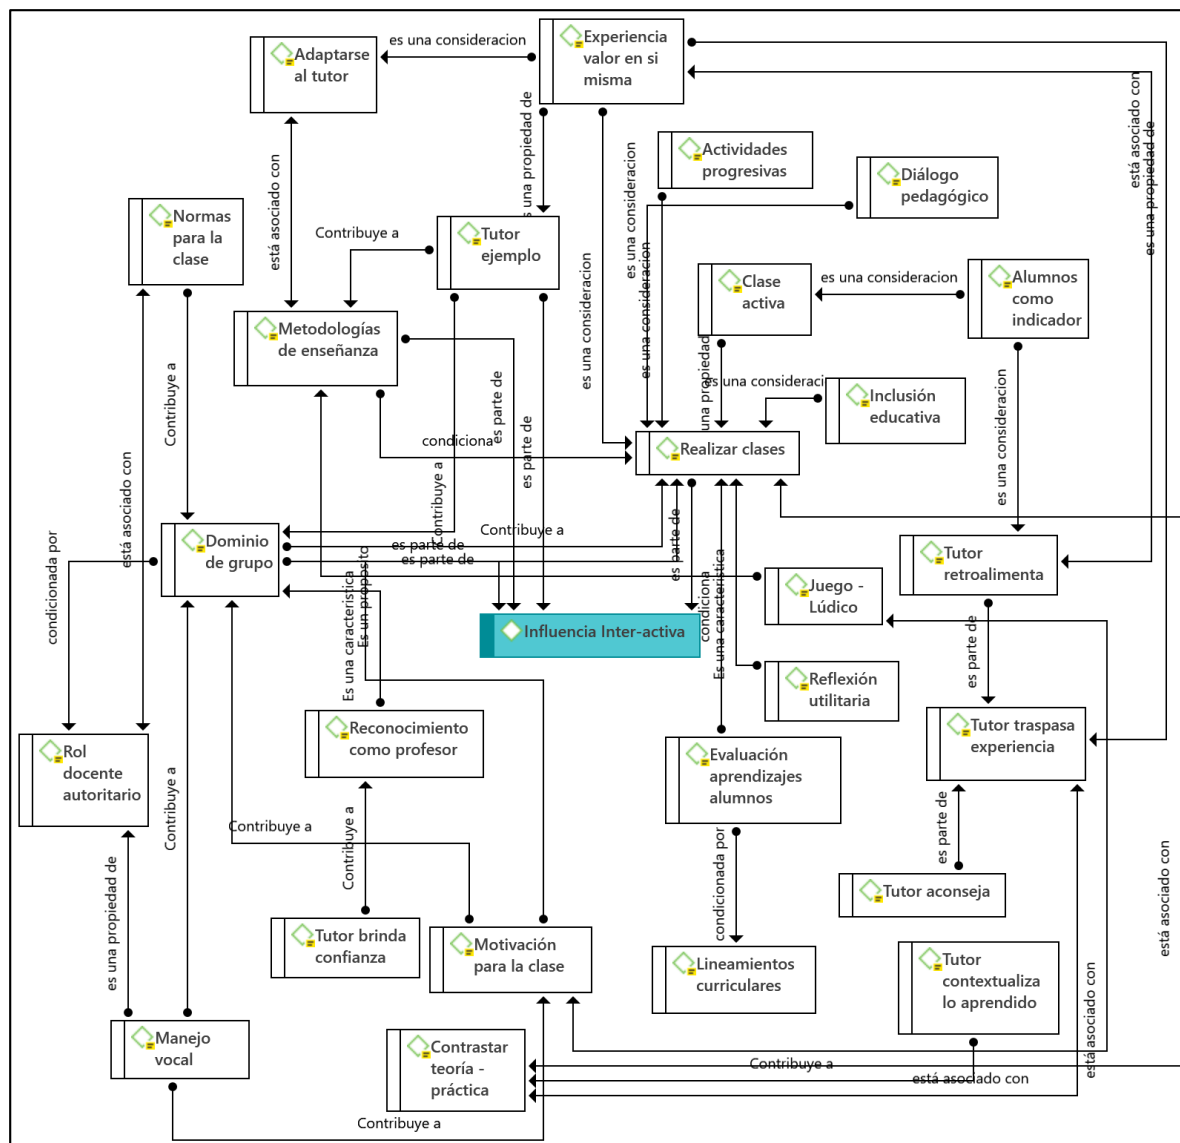 es una consideracion
Adaptarse
al tutor
Experiencia
valor en si
misma
está asociado con
es una propiedad de
es una propiedad de
es una consideracion
Actividades
progresivas
Diálogo
pedagógico
es una consideracion
es una consideracion
Normas
para la
clase
está asociado con
Contribuye a
Tutor
ejemplo
Clase
activa
es una consideracion
Alumnos
como
indicador
Metodologías
de enseñanza
es parte de
es parte de
una propiedad
es una consideraci
Inclusión
educativa
es una consideracion
Contribuye a
condiciona
Realizar clases
está asociado con
Contribuye a
Contribuye a
es parte de
es parte de
es parte de
condicionada por
Dominio
de grupo
Tutor
retroalimenta
Juego -
Lúdico
Es una caracteristica
Es un proposito
Influencia Inter-activa
condiciona
Es una caracteristica
es parte de
Reflexión
utilitaria
Rol
docente
autoritario
Reconocimiento
como profesor
Tutor traspasa
experiencia
Evaluación
aprendizajes
alumnos
Contribuye a
Contribuye a
Contribuye a
es parte de
condicionada por
Tutor aconseja
es una propiedad de
Tutor brinda
confianza
Motivación
para la clase
Lineamientos
curriculares
Tutor
contextualiza
lo aprendido
está asociado con
está asociado con
Manejo
vocal
Contrastar
teoría -
práctica
Contribuye a
está asociado con
Contribuye a